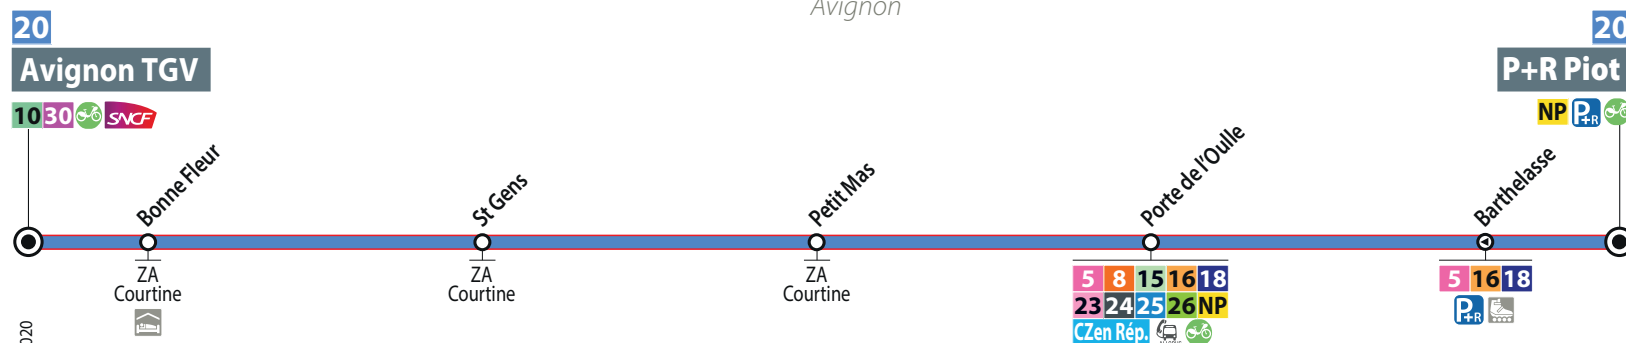 Avignon
20
Avignon TGV
10 30 SNCF
20
P+R Piot
NP P+R
Bonne Fleur
St Gens
Petit Mas
Porte de l'Oulle
Barthelasse
ZA
Courtine
ZA
Courtine
ZA
Courtine
5 8 15 16 18
23 24 25 26 NP
CZen Rép.
5 16 18
P+R
020